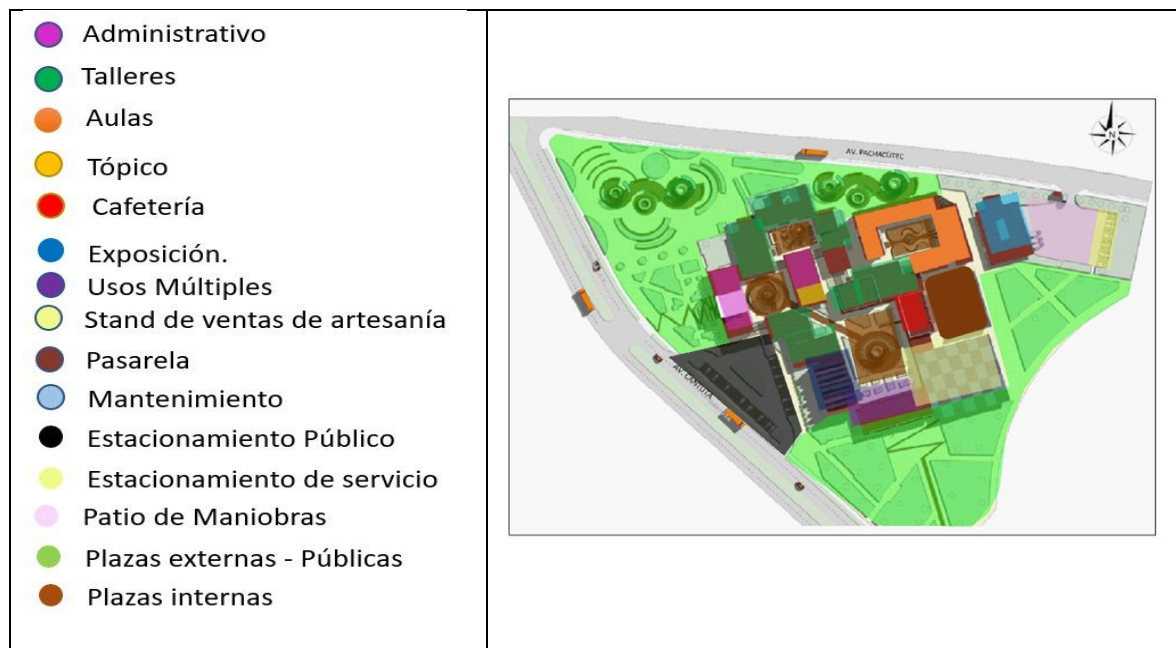 Administrativo
Talleres
Aulas
Tópico
Cafetería
Exposición.
Usos Múltiples
Stand de ventas de artesanía
Pasarela
Mantenimiento
Estacionamiento Público
Estacionamiento de servicio
Patio de Maniobras
Plazas externas - Públicas
Plazas internas
AV. PACHACÚTEC
N
AV. CANTUTA